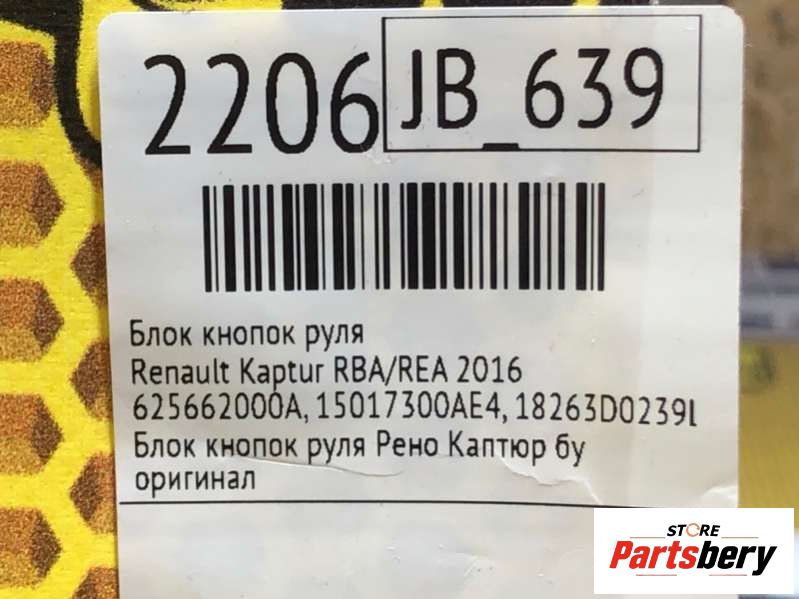 2206 JB_639
Блок кнопок руля
Renault Kaptur RBA/REA 2016
625662000A, 15017300AE4, 18263D0239l
Блок кнопок руля Рено Каптюр бу
оригинал
STORE
Partsbery